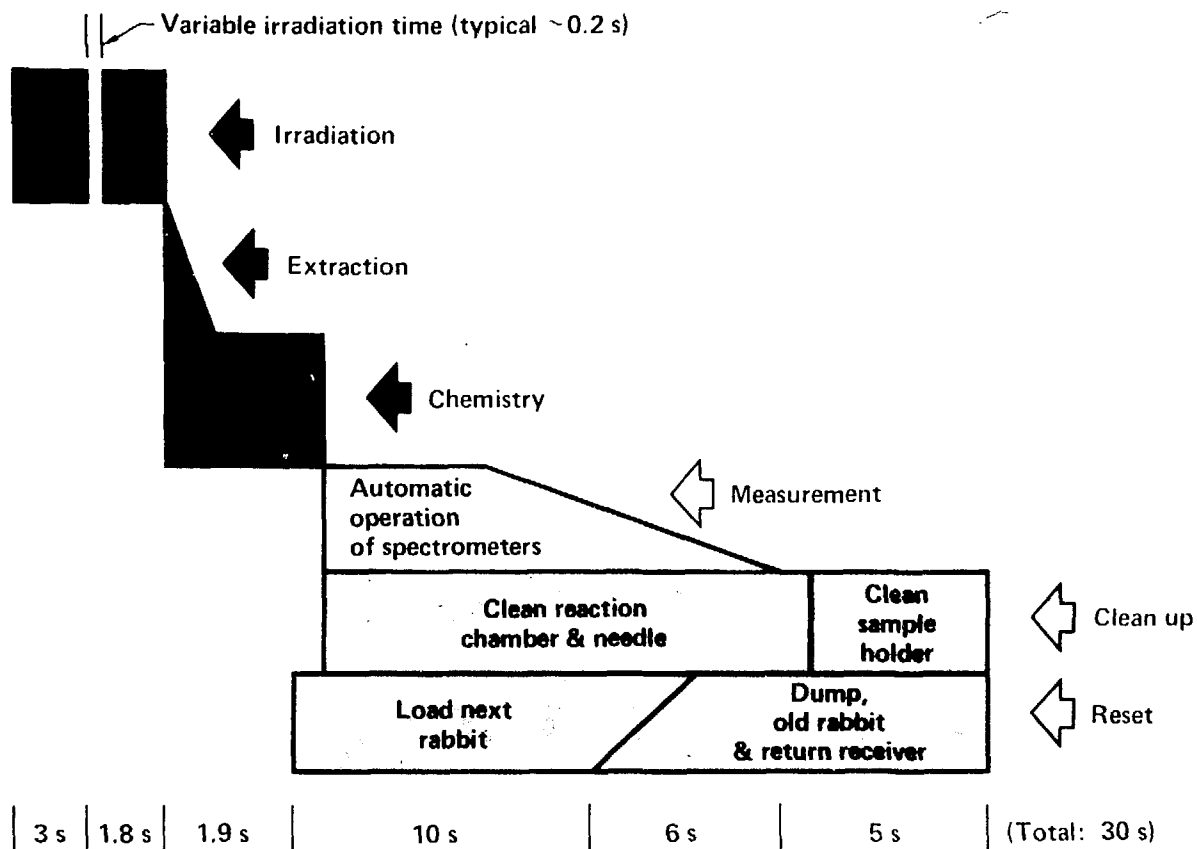 Variable irradiation time (typical ~0.2 s)
Irradiation
Extraction
Chemistry
Automatic
operation
of spectrometers
Measurement
Clean reaction
chamber & needle
Clean
sample
holder
Clean up
Load next
rabbit
Dump,
old rabbit
& return receiver
Reset
3 s 1.8 s 1.9 s 10 s 6 s 5 s (Total: 30 s)